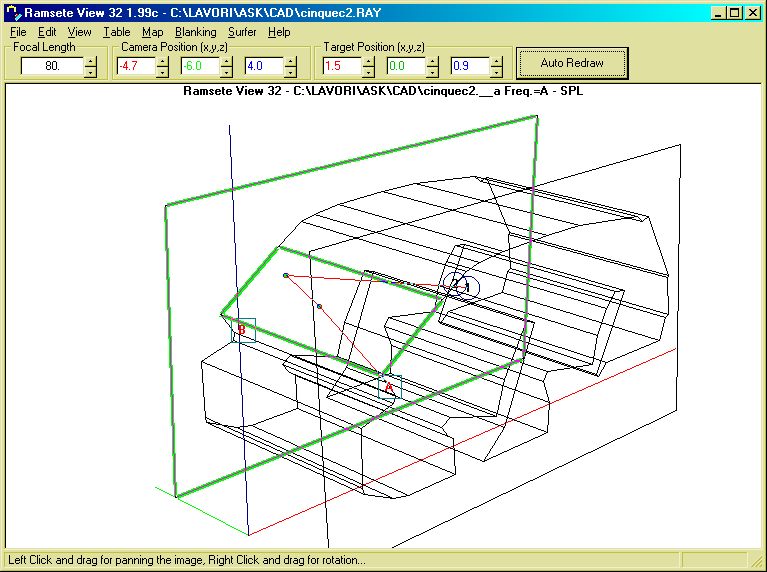 Ramsete View 32 1.99c - C:\LAVORI\ASK\CAD\cinquec2.RAY
File Edit View Table Map Blanking Surfer Help
Focal Length Camera Position (x,y,z) Target Position (x,y,z)
80. -4.7 -6.0 4.0 1.5 0.0 0.9 Auto Redraw
Ramsete View 32 - C:\LAVORI\ASK\CAD\cinquec2.__a Freq.=A - SPL
2 1
B
A
Left Click and drag for panning the image, Right Click and drag for rotation...